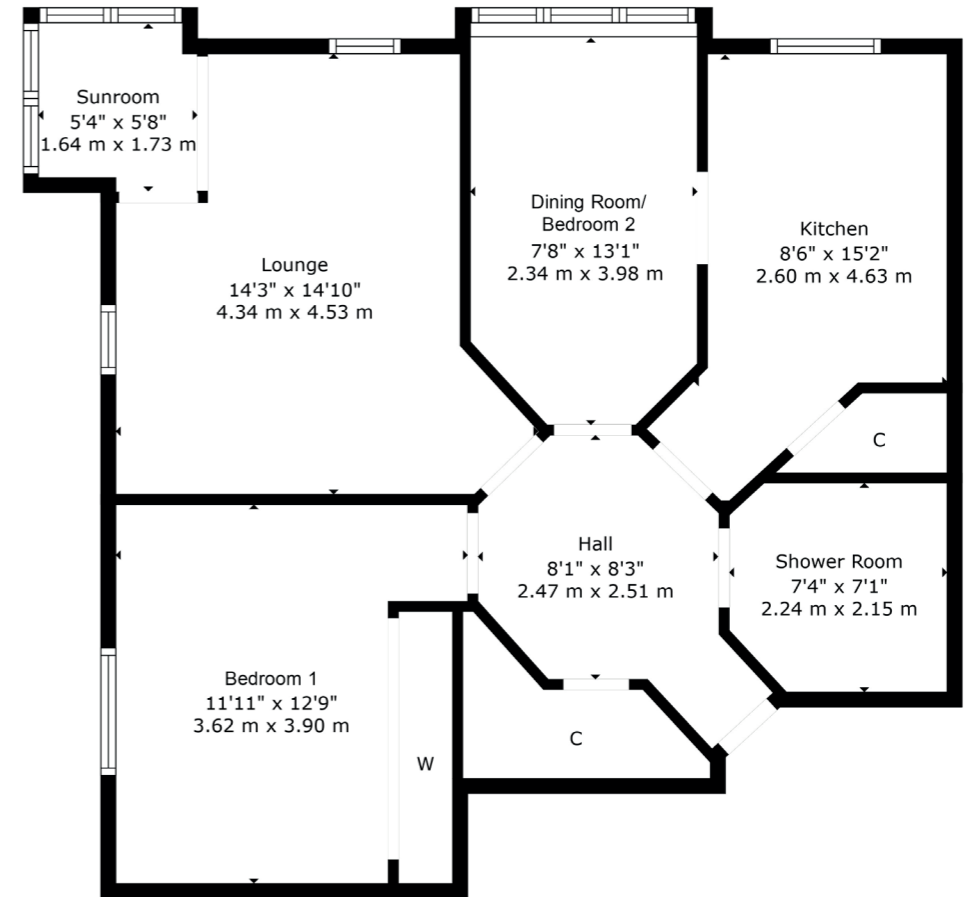 Sunroom
5'4" x 5'8"
1.64 m x 1.73 m
Dining Room/
Bedroom 2
7'8" x 13'1"
2.34 m x 3.98 m
Kitchen
8'6" x 15'2"
2.60 m x 4.63 m
Lounge
14'3" x 14'10"
4.34 m x 4.53 m
C
Hall
8'1" x 8'3"
2.47 m x 2.51 m
Shower Room
7'4" x 7'1"
2.24 m x 2.15 m
Bedroom 1
11'11" x 12'9"
3.62 m x 3.90 m
W
C